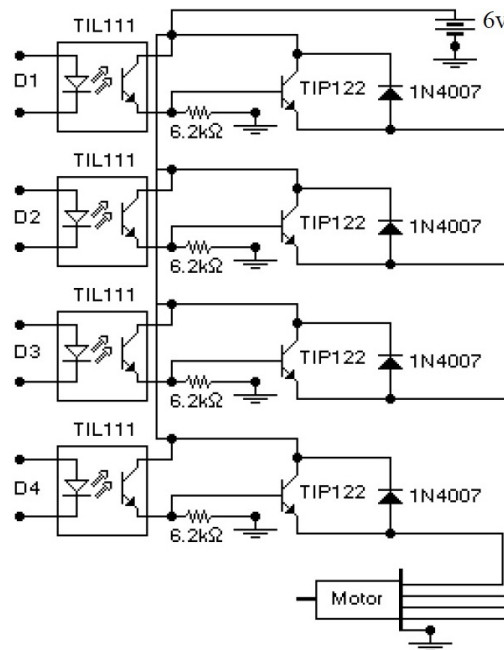 TIL111
6v
D1
TIP122
1N4007
6.2kΩ
TIL111
D2
TIP122
1N4007
6.2kΩ
TIL111
D3
TIP122
1N4007
6.2kΩ
TIL111
D4
TIP122
1N4007
6.2kΩ
Motor